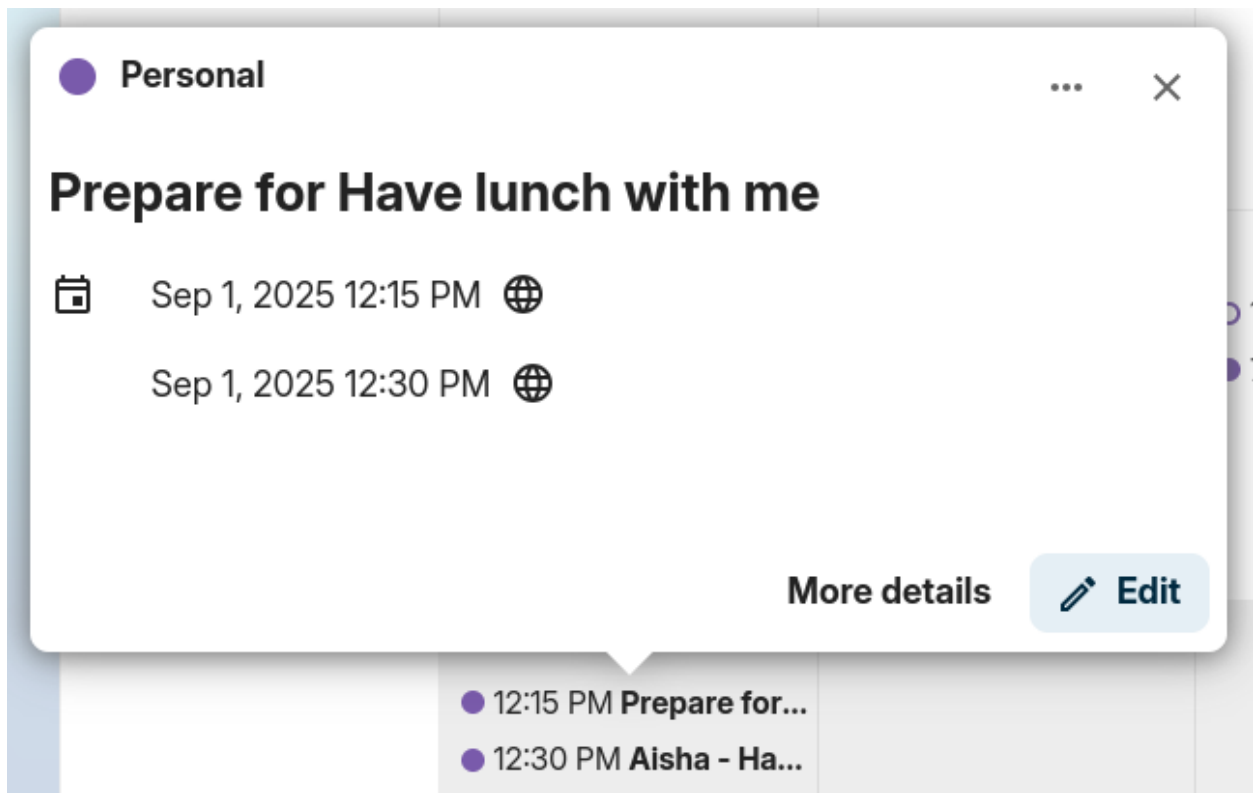 Personal
Prepare for Have lunch with me
Sep 1, 2025 12:15 PM
Sep 1, 2025 12:30 PM
More details
Edit
12:15 PM Prepare for...
12:30 PM Aisha - Ha...